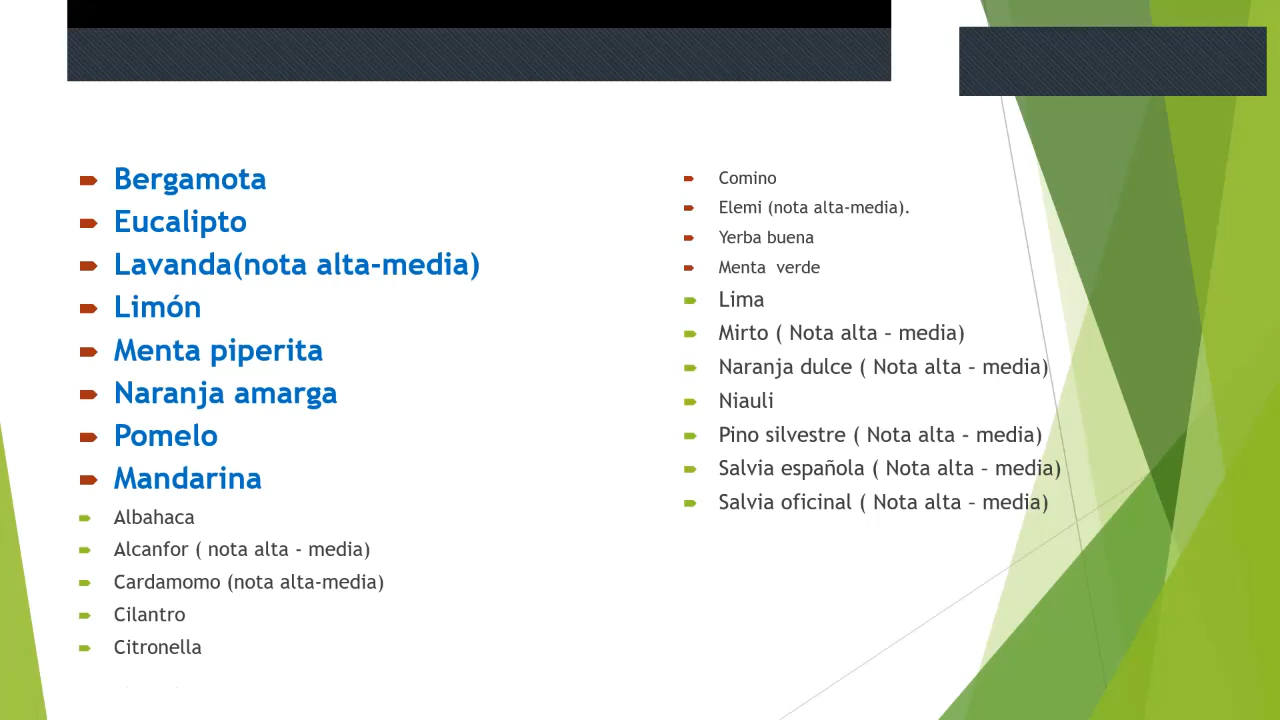 Bergamota
Eucalipto
Lavanda(nota alta-media)
Limón
Menta piperita
Naranja amarga
Pomelo
Mandarina
Albahaca
Alcanfor ( nota alta - media)
Cardamomo (nota alta-media)
Cilantro
Citronella
Comino
Elemi (nota alta-media).
Yerba buena
Menta  verde
Lima
Mirto ( Nota alta – media)
Naranja dulce ( Nota alta – media)
Niauli
Pino silvestre ( Nota alta - media)
Salvia española ( Nota alta – media)
Salvia oficinal ( Nota alta – media)